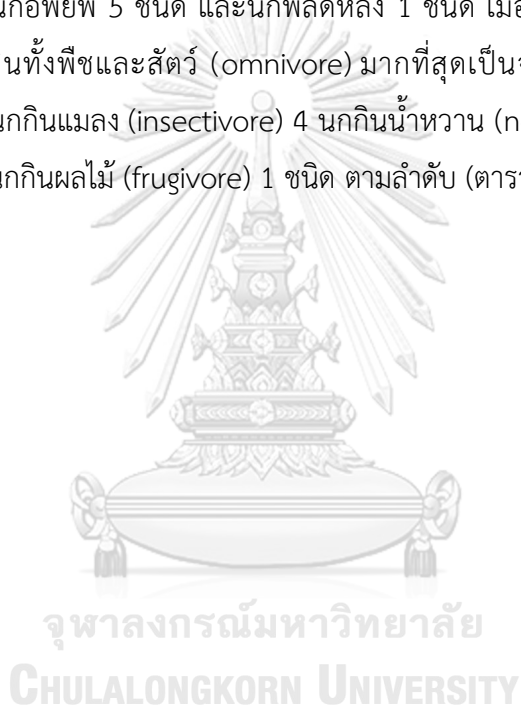 นกอพยพ 5 ชนิด และนกพลัดหลง 1 ชนิด เมื่อ
นทั้งพืชและสัตว์ (omnivore) มากที่สุดเป็น
นกกินแมลง (insectivore) 4 นกกินน้ำหวาน (n
นกกินผลไม้ (frugivore) 1 ชนิด ตามลำดับ (ตาร
จุฬาลงกรณ์มหาวิทยาลัย
CHULALONGKORN UNIVERSITY